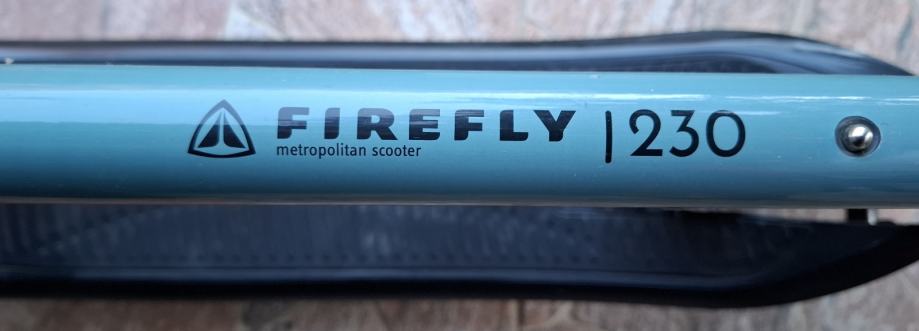 FIREFLY | 230
metropolitan scooter